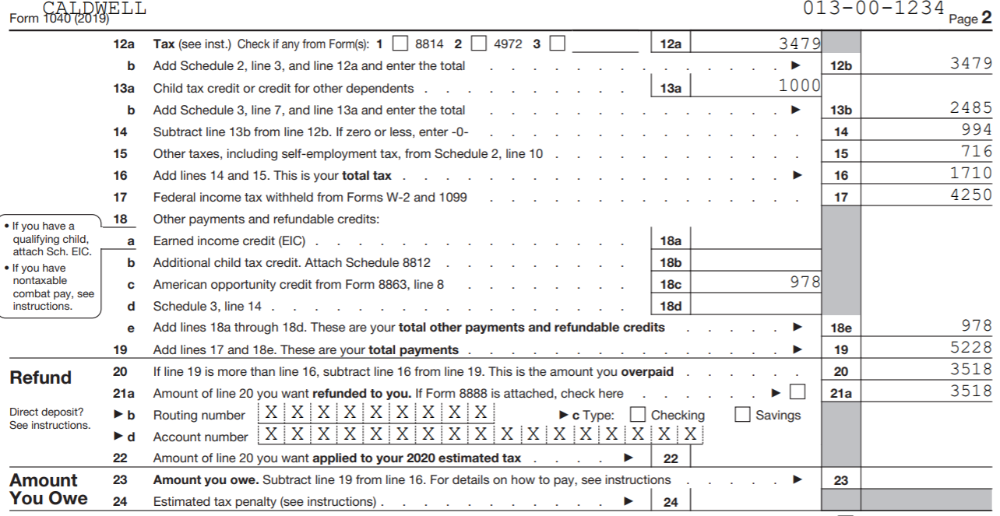 CALDWELL 013-00-1234
Form 1040 (2019) Page 2
12a Tax (see inst.) Check if any from Form(s): 1 8814 2 4972 3 12a 3479
b Add Schedule 2, line 3, and line 12a and enter the total . . . . . . . . . . . . . . . ▶ 12b 3479
13a Child tax credit or credit for other dependents . . . . . . . . . . 13a 1000
b Add Schedule 3, line 7, and line 13a and enter the total . . . . . . . . . . . . . . . ▶ 13b 2485
14 Subtract line 13b from line 12b. If zero or less, enter -0- . . . . . . . . . . . . . . . 14 994
15 Other taxes, including self-employment tax, from Schedule 2, line 10 . . . . . . . . . . . . 15 716
16 Add lines 14 and 15. This is your total tax . . . . . . . . . . . . . . . . . . ▶ 16 1710
17 Federal income tax withheld from Forms W-2 and 1099 . . . . . . . . . . . . . . . 17 4250
18 Other payments and refundable credits:
• If you have a
qualifying child,
attach Sch. EIC.
• If you have
nontaxable
combat pay, see
instructions.
a Earned income credit (EIC) . . . . . . . . . . . . . . . 18a
b Additional child tax credit. Attach Schedule 8812 . . . . . . . . . 18b
c American opportunity credit from Form 8863, line 8 . . . . . . . . . 18c 978
d Schedule 3, line 14 . . . . . . . . . . . . . . . . . 18d
e Add lines 18a through 18d. These are your total other payments and refundable credits . . . . . ▶ 18e 978
19 Add lines 17 and 18e. These are your total payments . . . . . . . . . . . . . . . ▶ 19 5228
Refund 20 If line 19 is more than line 16, subtract line 16 from line 19. This is the amount you overpaid . . . . . . 20 3518
21a Amount of line 20 you want refunded to you. If Form 8888 is attached, check here . . . . . . ▶ 21a 3518
Direct deposit?
See instructions.
▶ b Routing number X X X X X X X X X ▶ c Type: Checking Savings
▶ d Account number X X X X X X X X X X X X X X X X X
22 Amount of line 20 you want applied to your 2020 estimated tax . . . . ▶ 22
Amount
You Owe
23 Amount you owe. Subtract line 19 from line 16. For details on how to pay, see instructions . . . . . ▶ 23
24 Estimated tax penalty (see instructions) . . . . . . . . . . . ▶ 24